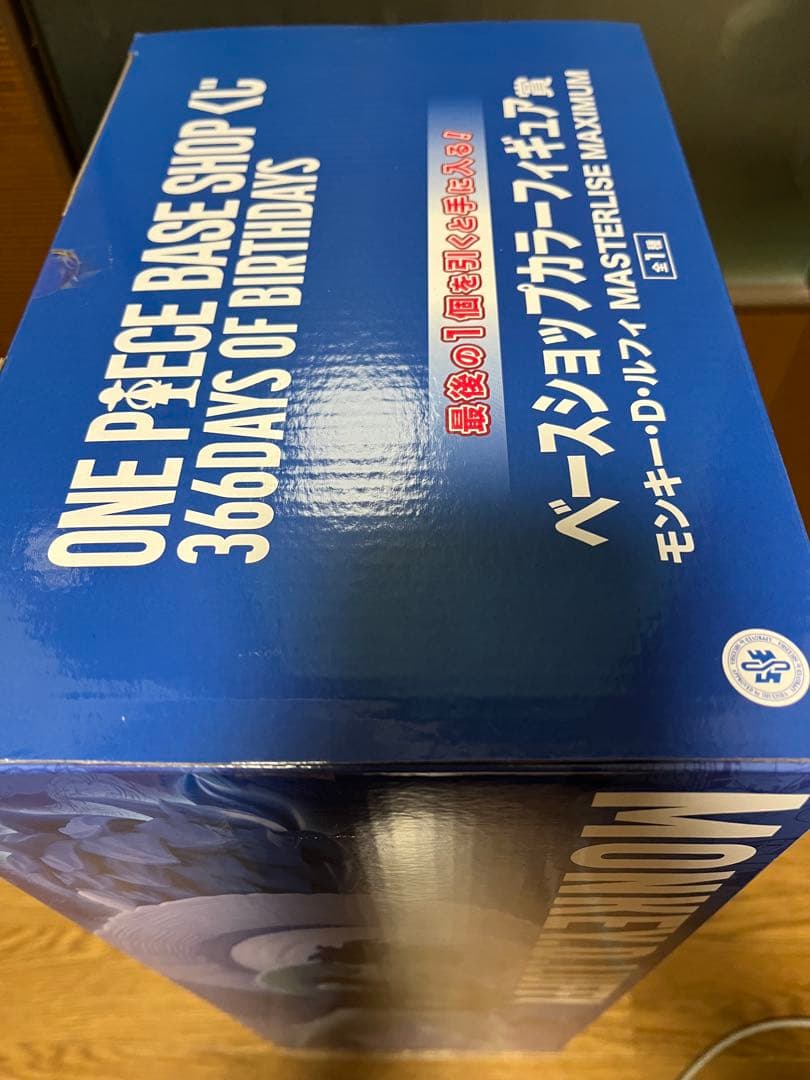 ONE PIECE BASE SHOP くじ
366DAYS OF BIRTHDAYS
最後の1個を引くと手に入る!
ベースショップカラーフィギュア賞
モンキー・D・ルフィ MASTERLISE MAXIMUM
全1種
MONKEY.D.